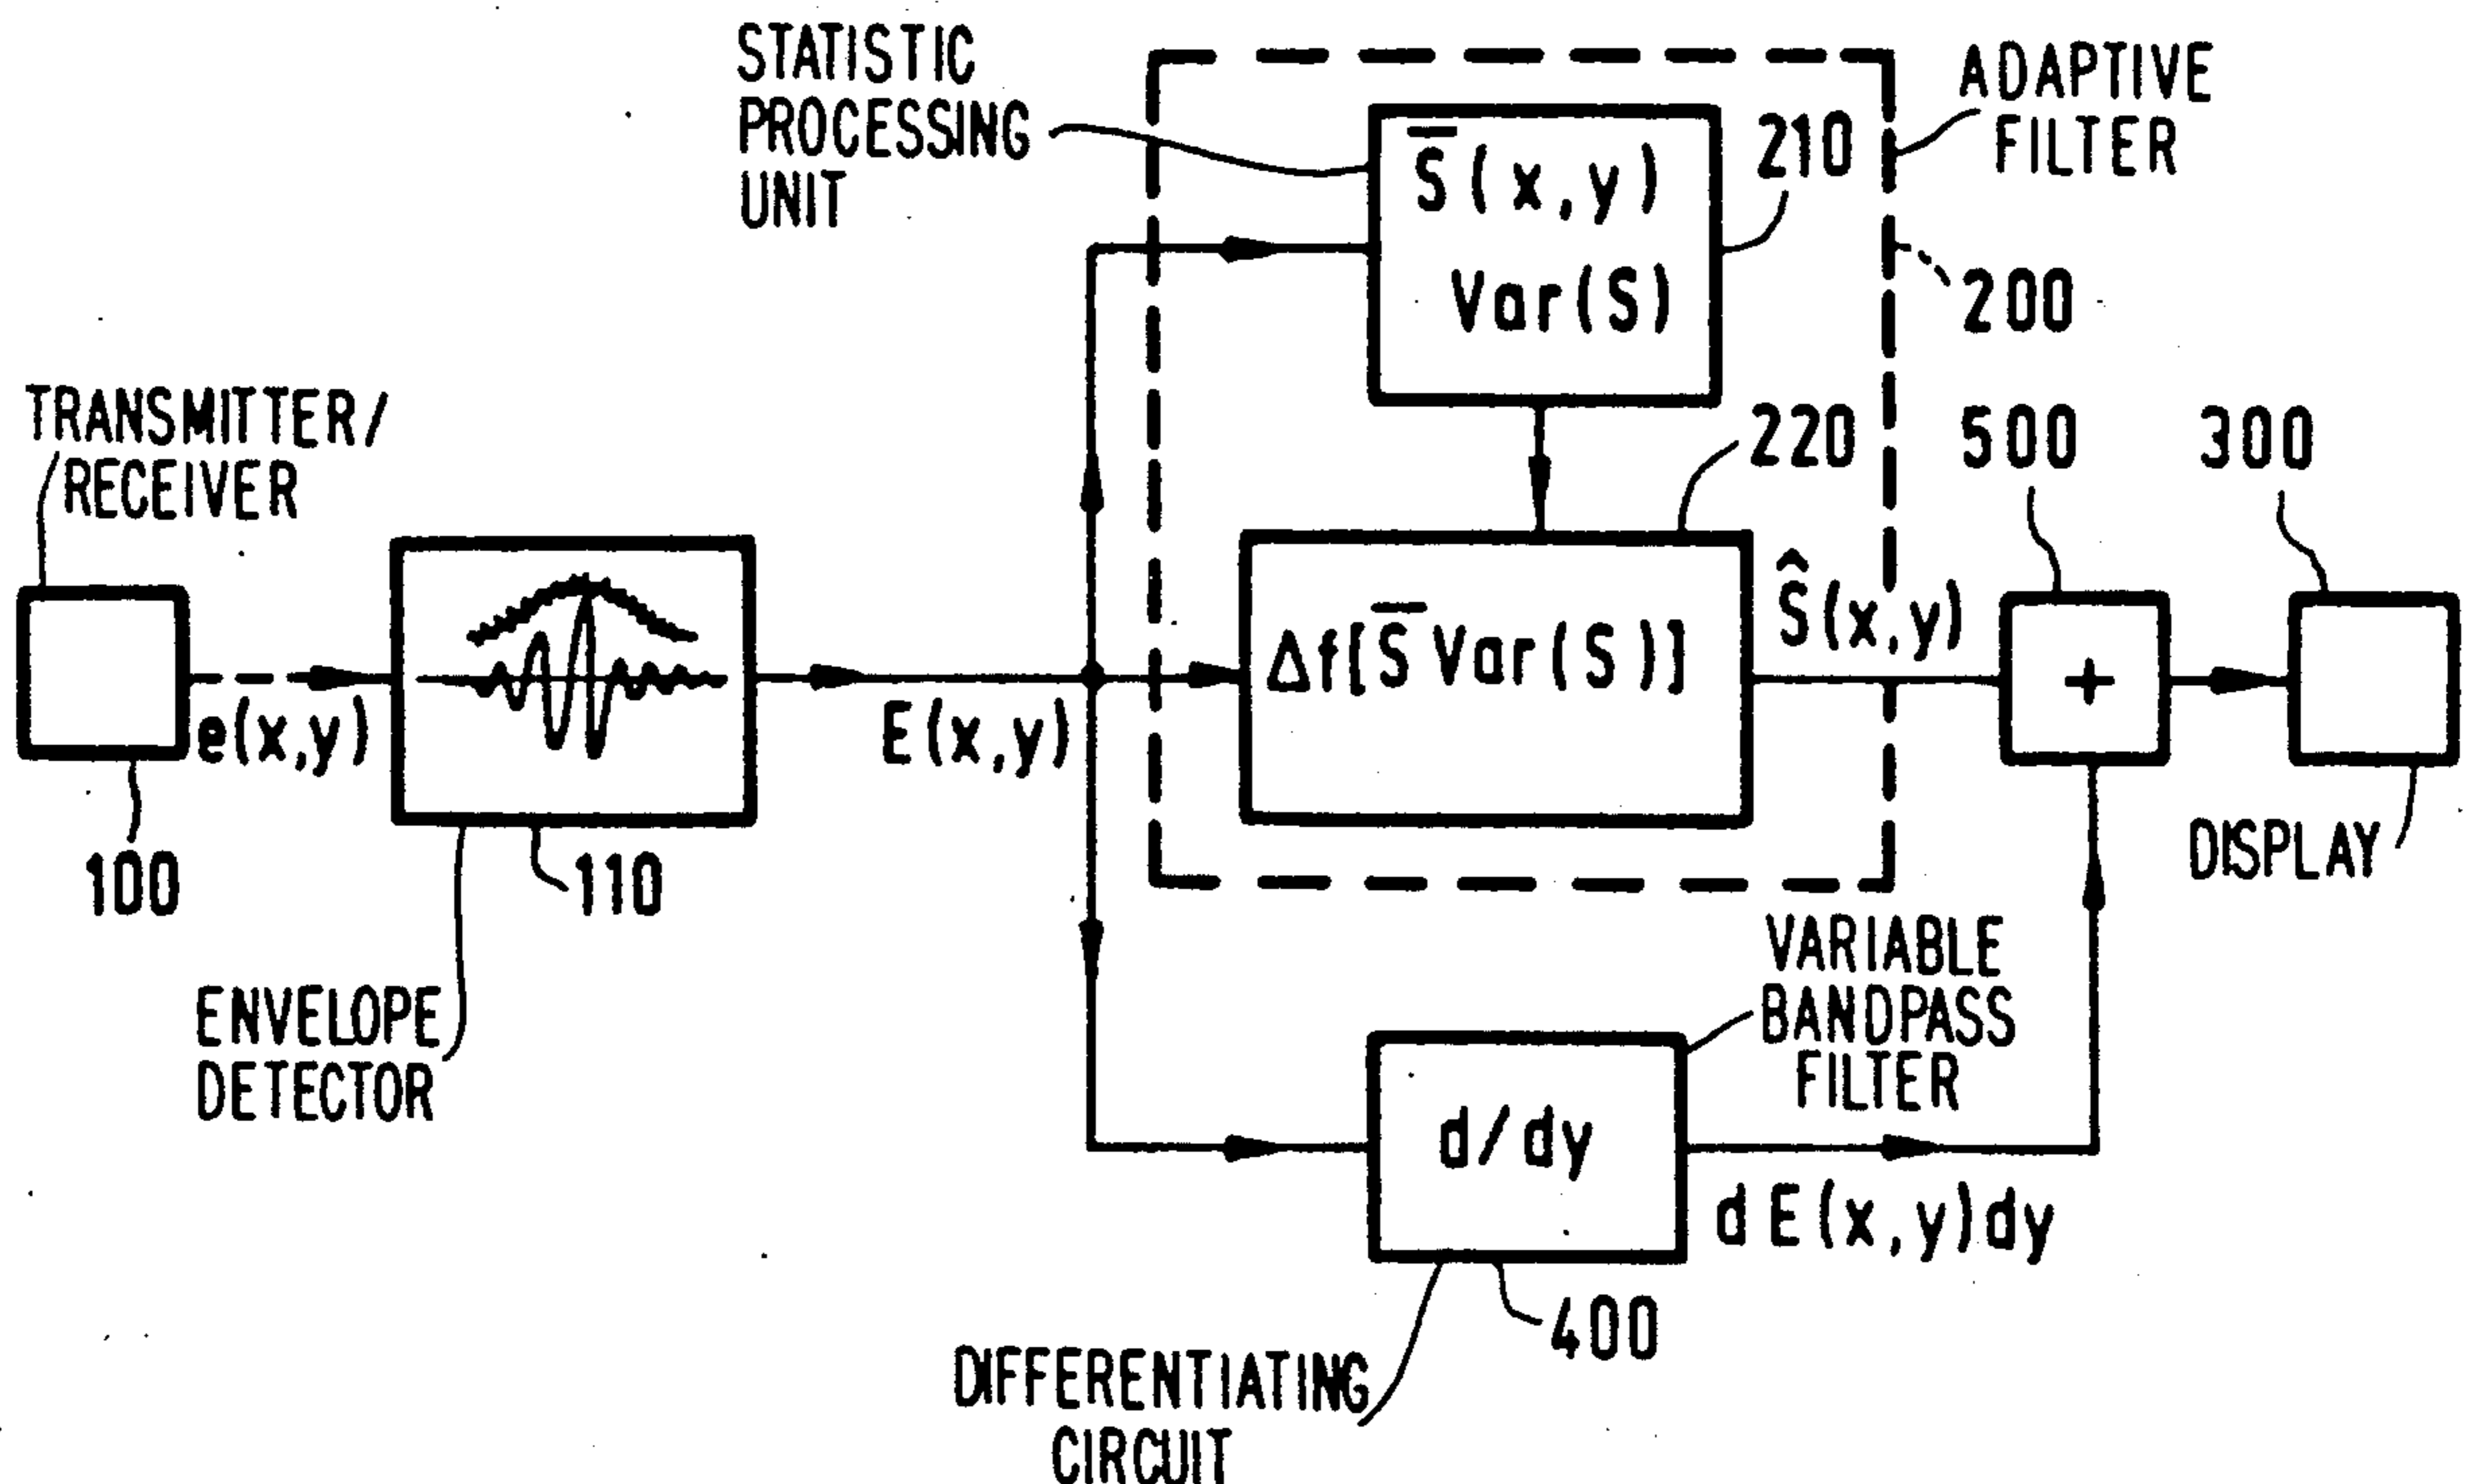 STATISTIC
PROCESSING
UNIT
ADAPTIVE
FILTER
S̅(x,y)
Var(S)
210
200
TRANSMITTER/
RECEIVER
220
500
300
Δf[S̅ Var(S)]
Ŝ(x,y)
+
e(x,y)
E(x,y)
100
110
DISPLAY
ENVELOPE
DETECTOR
VARIABLE
BANDPASS
FILTER
d/dy
dE(x,y)dy
400
DIFFERENTIATING
CIRCUIT